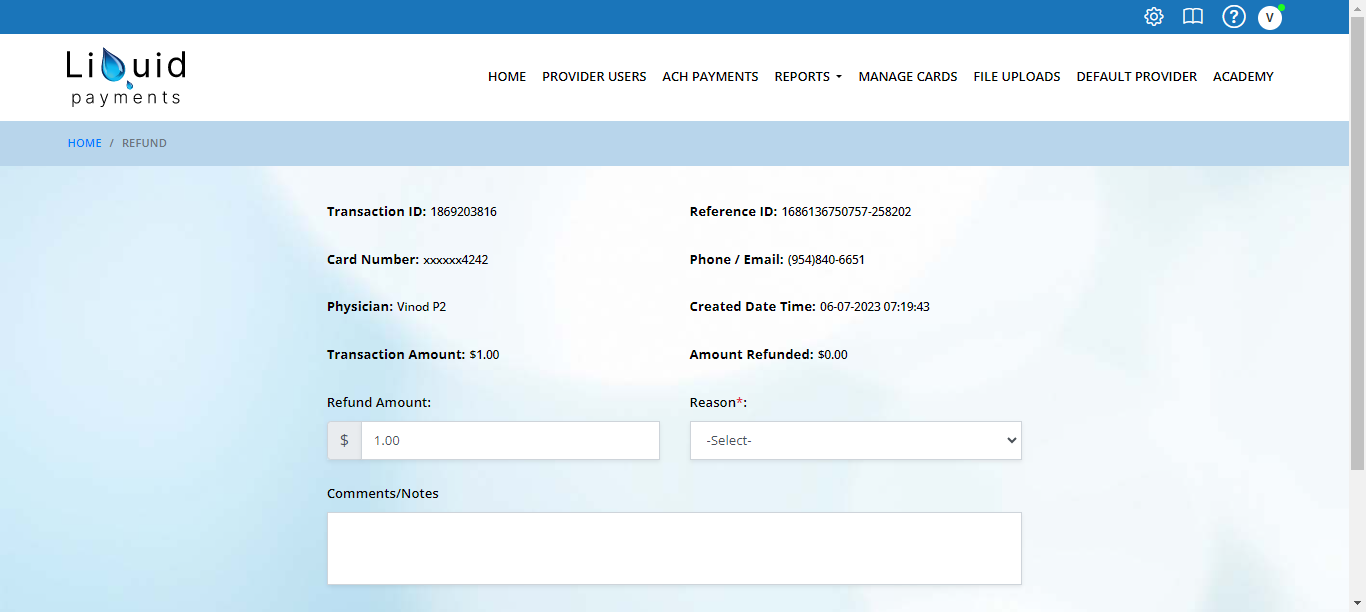 V
Liquid
payments
HOME PROVIDER USERS ACH PAYMENTS REPORTS MANAGE CARDS FILE UPLOADS DEFAULT PROVIDER ACADEMY
HOME / REFUND
Transaction ID: 1869203816 Reference ID: 1686136750757-258202
Card Number: xxxxxx4242 Phone / Email: (954)840-6651
Physician: Vinod P2 Created Date Time: 06-07-2023 07:19:43
Transaction Amount: $1.00 Amount Refunded: $0.00
Refund Amount: Reason*:
$ 1.00 -Select-
Comments/Notes